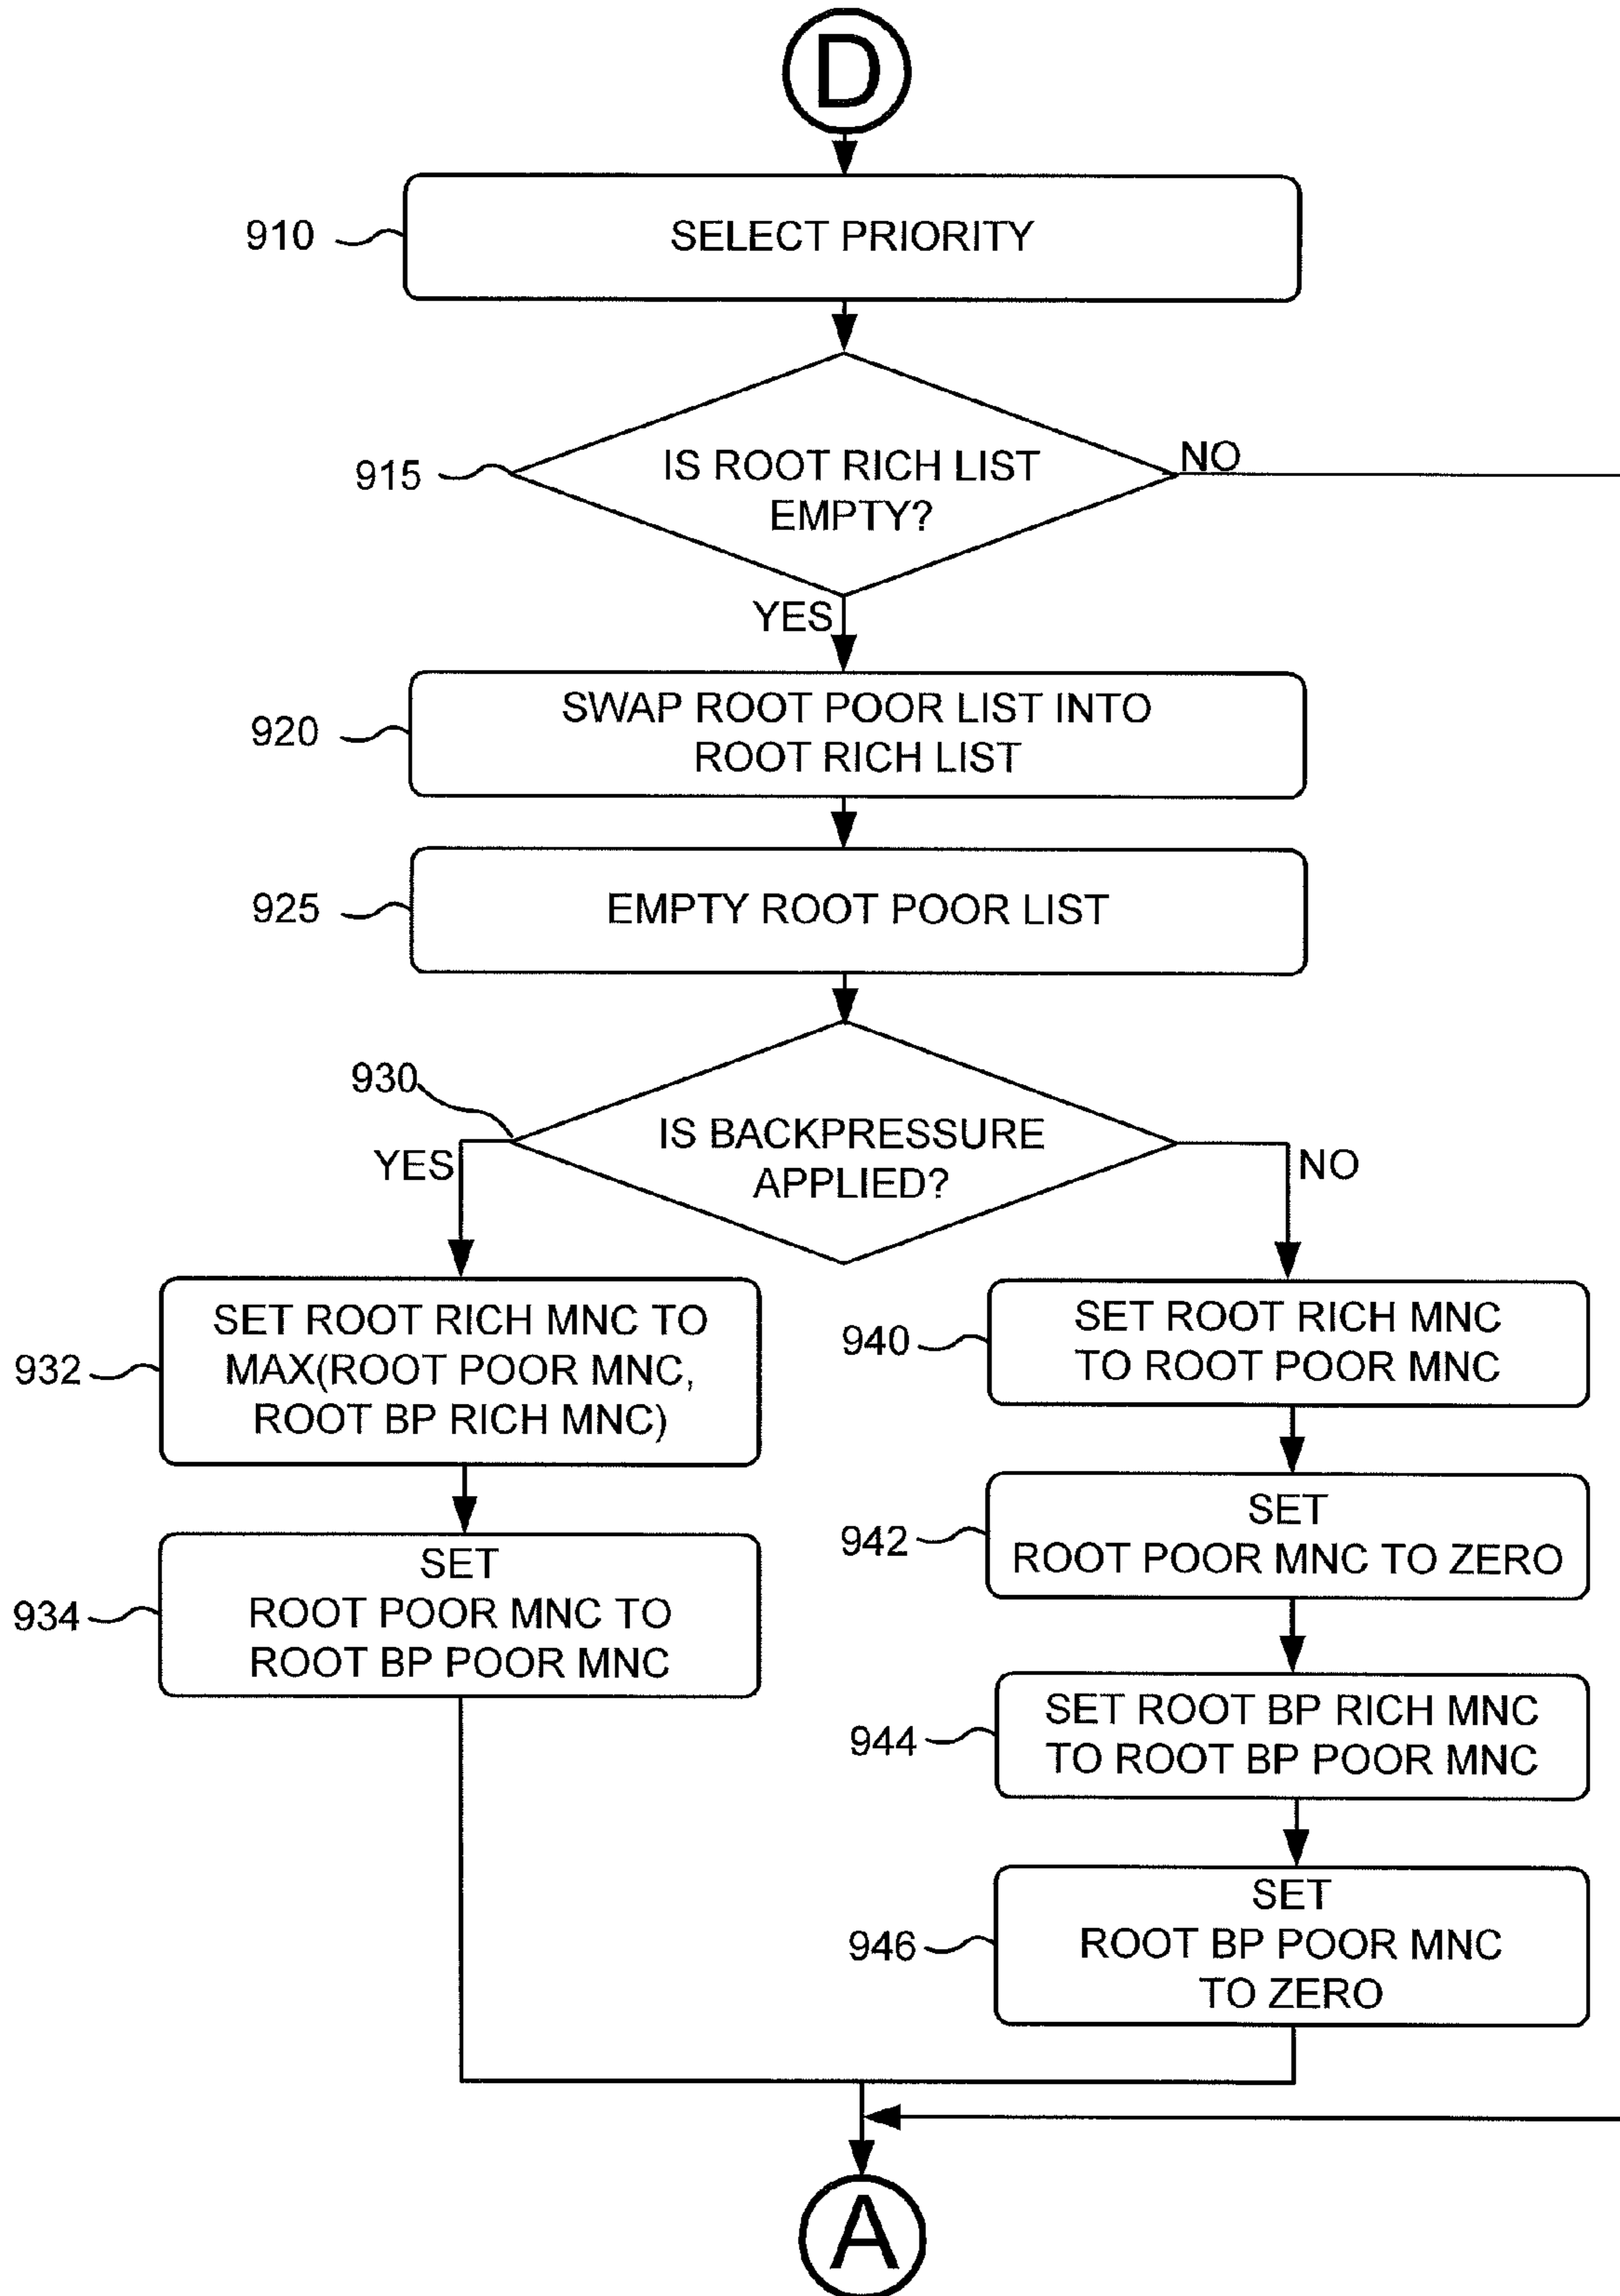 D
910
SELECT PRIORITY
915
IS ROOT RICH LIST
EMPTY?
NO
YES
920
SWAP ROOT POOR LIST INTO
ROOT RICH LIST
925
EMPTY ROOT POOR LIST
930
IS BACKPRESSURE
APPLIED?
YES
NO
932
SET ROOT RICH MNC TO
MAX(ROOT POOR MNC,
ROOT BP RICH MNC)
934
SET
ROOT POOR MNC TO
ROOT BP POOR MNC
940
SET ROOT RICH MNC
TO ROOT POOR MNC
942
SET
ROOT POOR MNC TO ZERO
944
SET ROOT BP RICH MNC
TO ROOT BP POOR MNC
946
SET
ROOT BP POOR MNC
TO ZERO
A